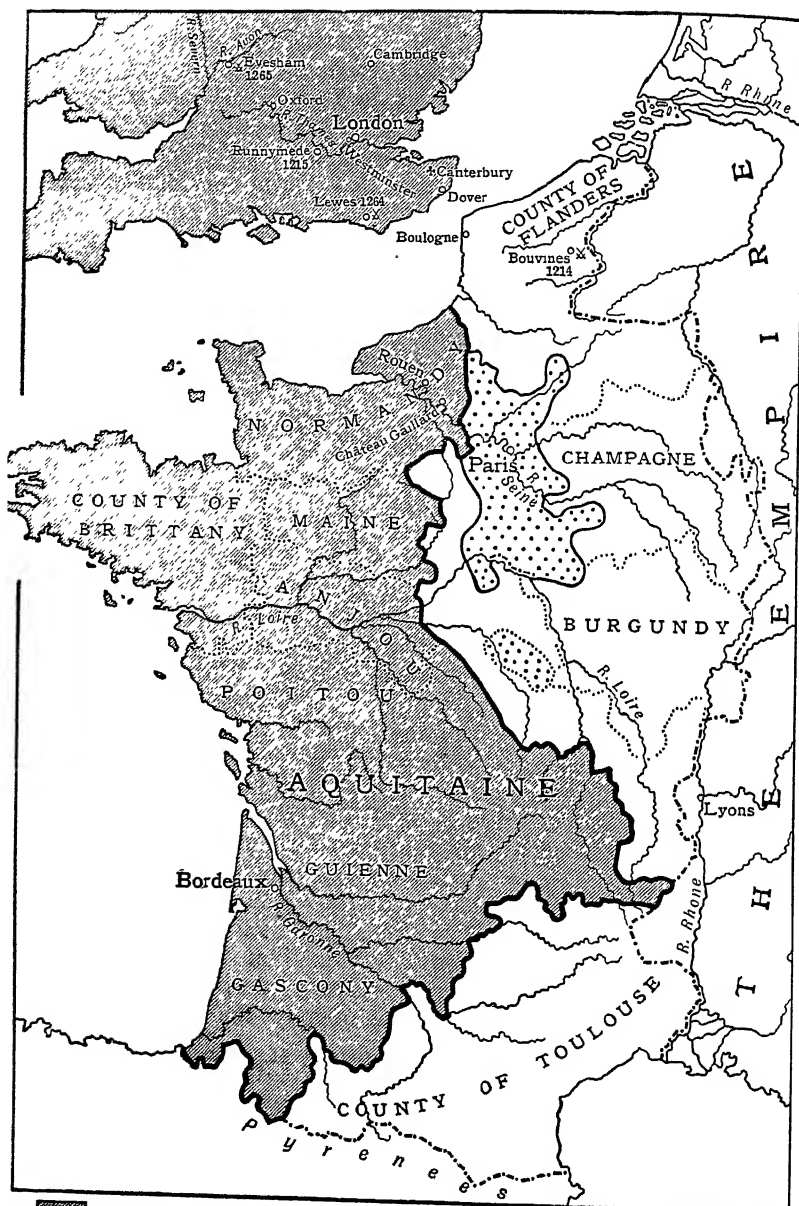 R. Severn
R. Avon
Evesham
1265
Cambridge
Oxford
R. Thames
London
Runnymede
1215
Westminster
Canterbury
Dover
Lewes 1264
R. Rhone
COUNTY OF
FLANDERS
Boulogne
Bouvines
1214
THE EMPIRE
Rouen
NORMANDY
Château Gaillard
Paris
R. Seine
CHAMPAGNE
COUNTY OF
BRITTANY
MAINE
ANJOU
R. Loire
BURGUNDY
POITOU
R. Loire
AQUITAINE
Lyons
GUIENNE
Bordeaux
R. Garonne
R. Rhone
GASCONY
COUNTY OF TOULOUSE
Pyrenees